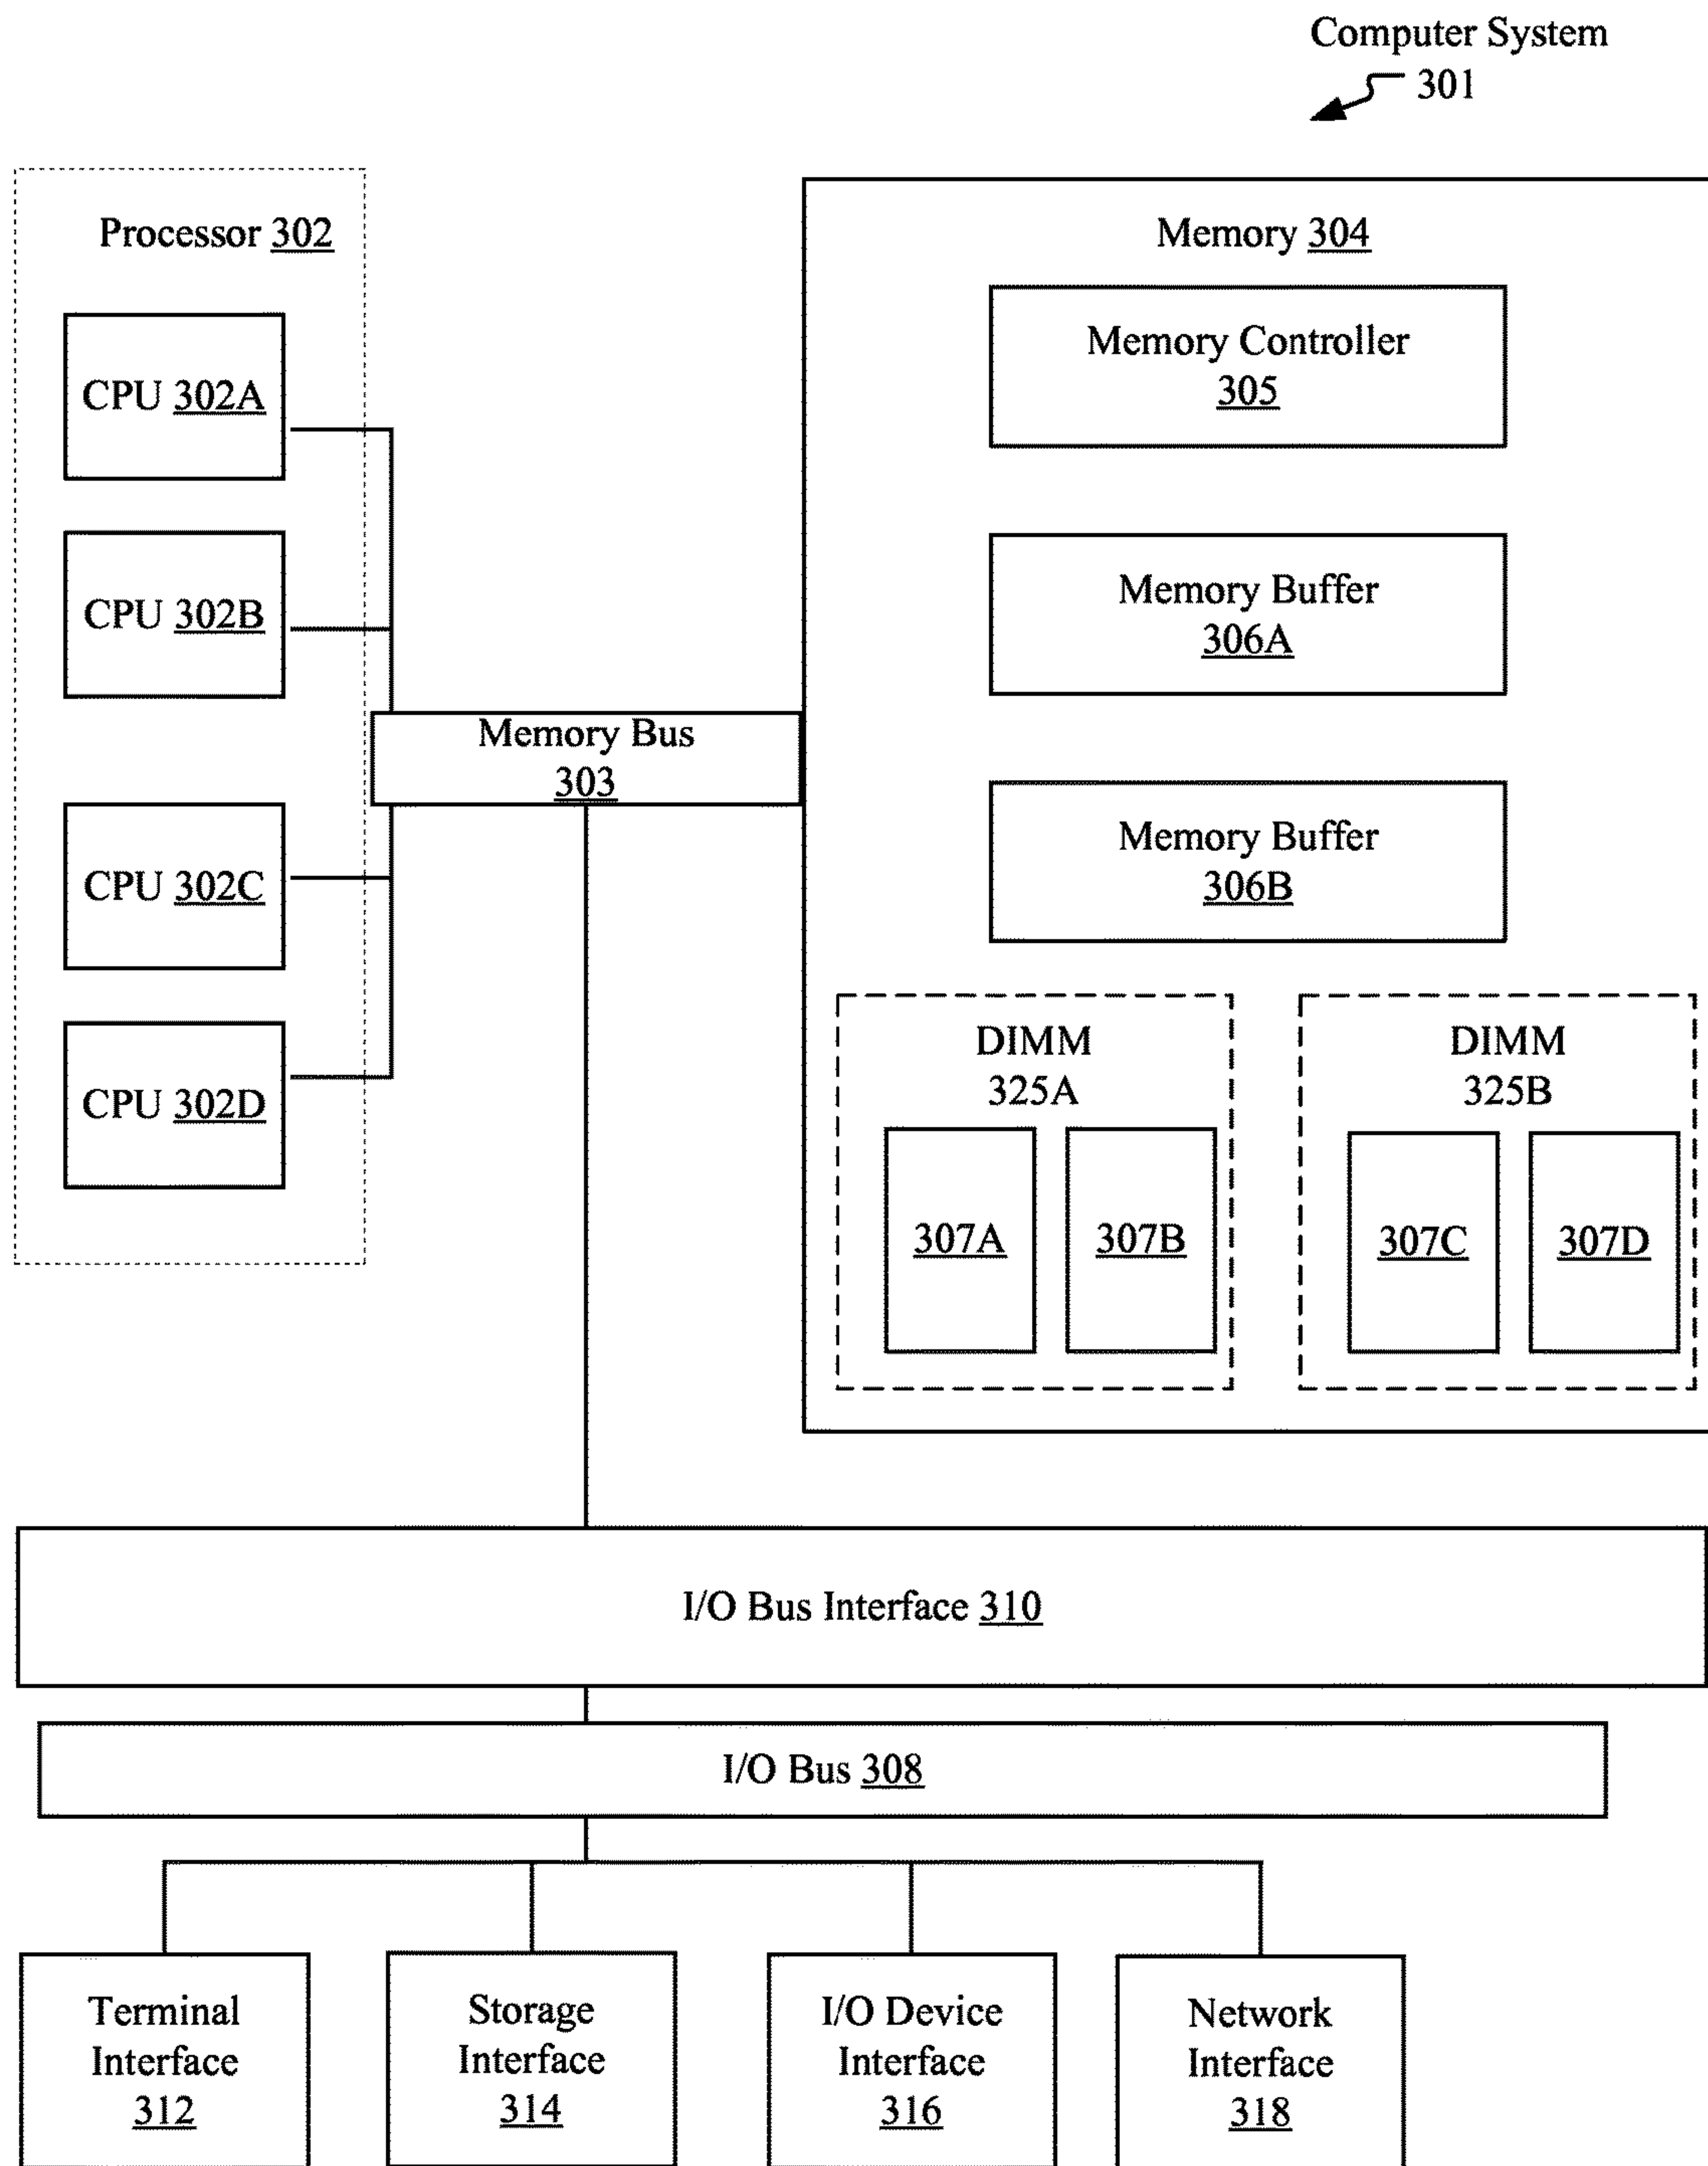 Computer System
301
Processor 302
CPU 302A
CPU 302B
CPU 302C
CPU 302D
Memory Bus
303
Memory 304
Memory Controller
305
Memory Buffer
306A
Memory Buffer
306B
DIMM
325A
307A
307B
DIMM
325B
307C
307D
I/O Bus Interface 310
I/O Bus 308
Terminal
Interface
312
Storage
Interface
314
I/O Device
Interface
316
Network
Interface
318